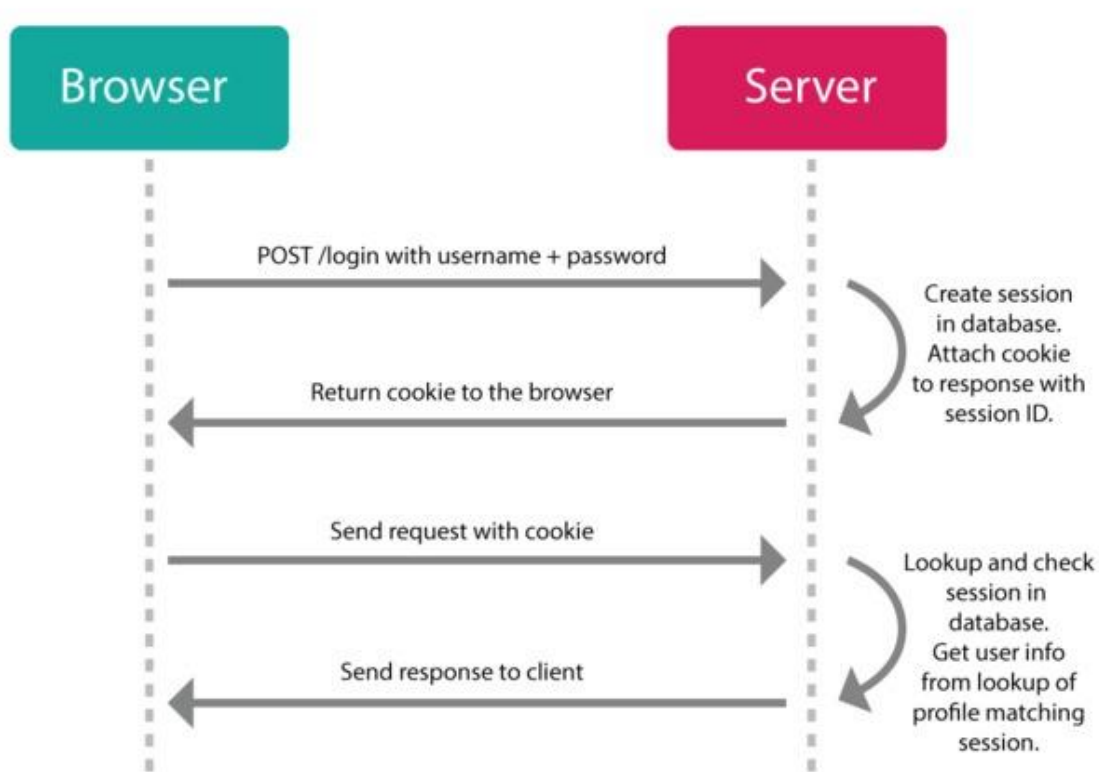 Browser
Server
POST /login with username + password
Create session
in database.
Attach cookie
to response with
session ID.
Return cookie to the browser
Send request with cookie
Lookup and check
session in
database.
Get user info
from lookup of
profile matching
session.
Send response to client